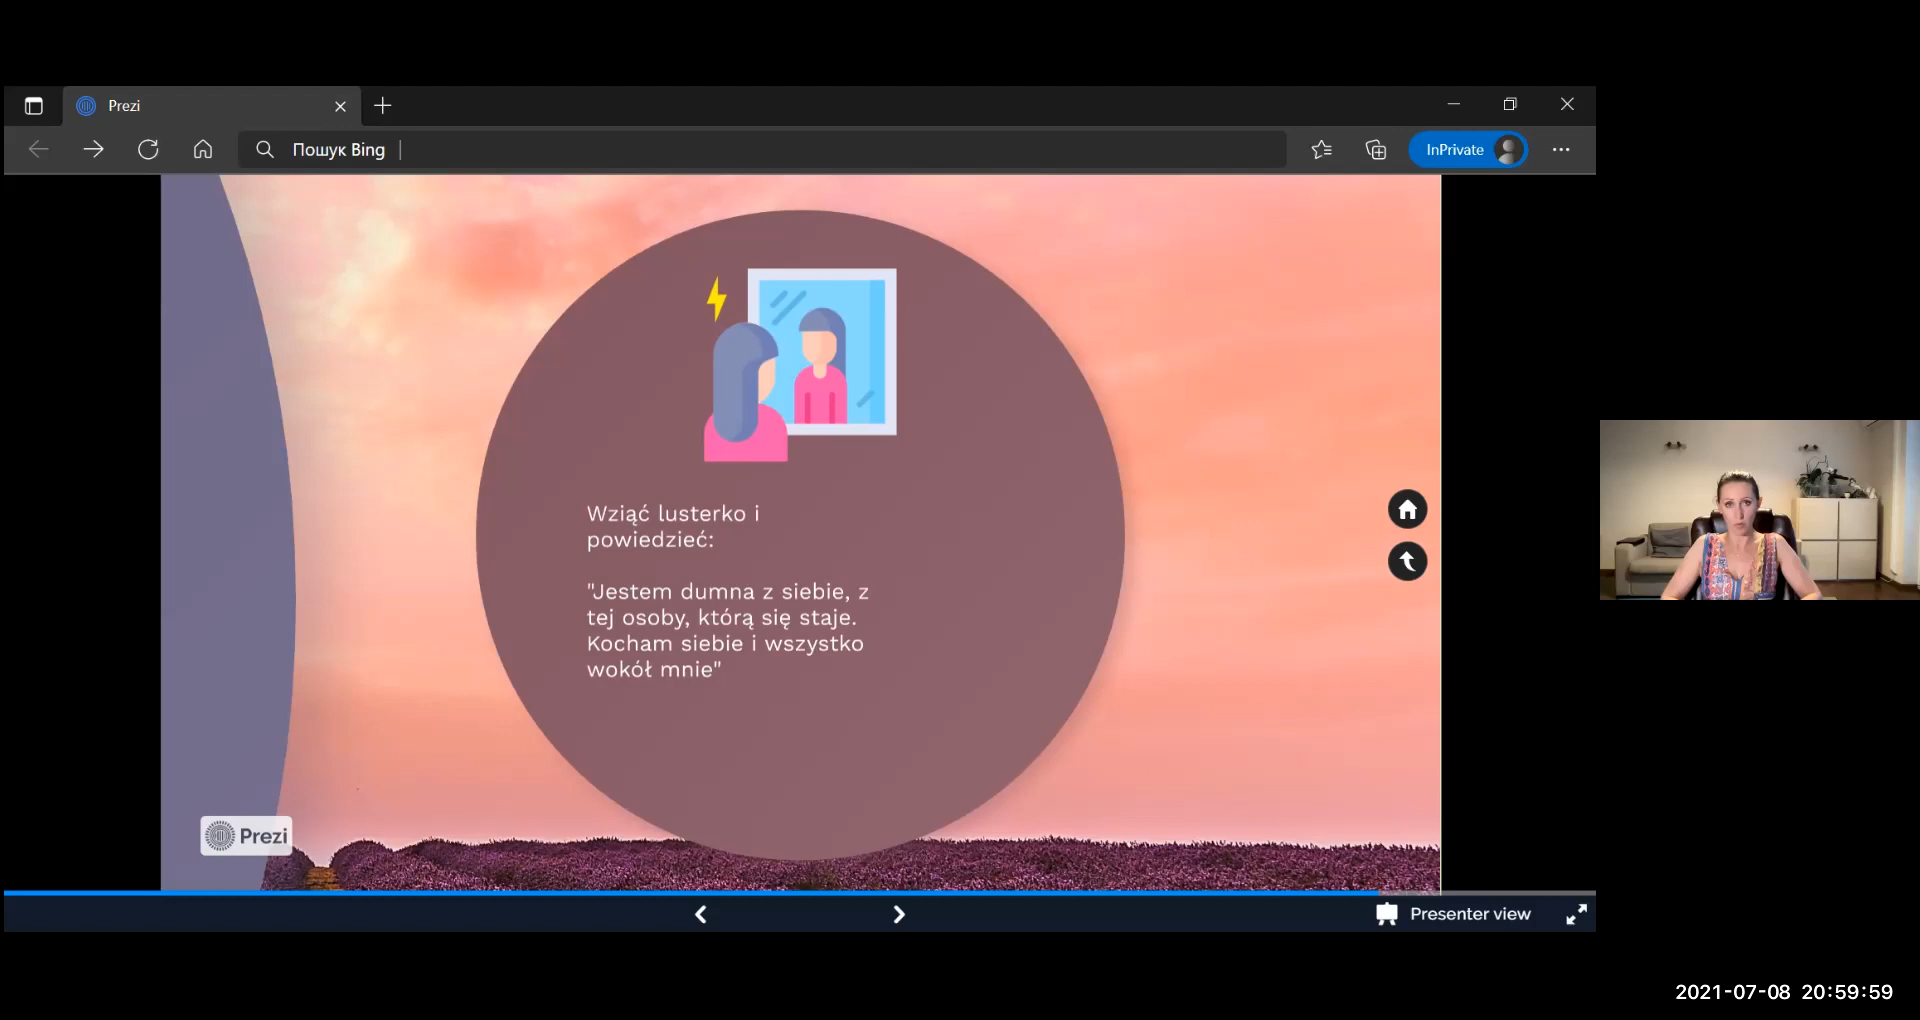 Prezi
Пошук Bing
InPrivate
Wziąć lusterko i
powiedzieć:
"Jestem dumna z siebie, z
tej osoby, którą się staje.
Kocham siebie i wszystko
wokół mnie"
Prezi
Presenter view
2021-07-08 20:59:59